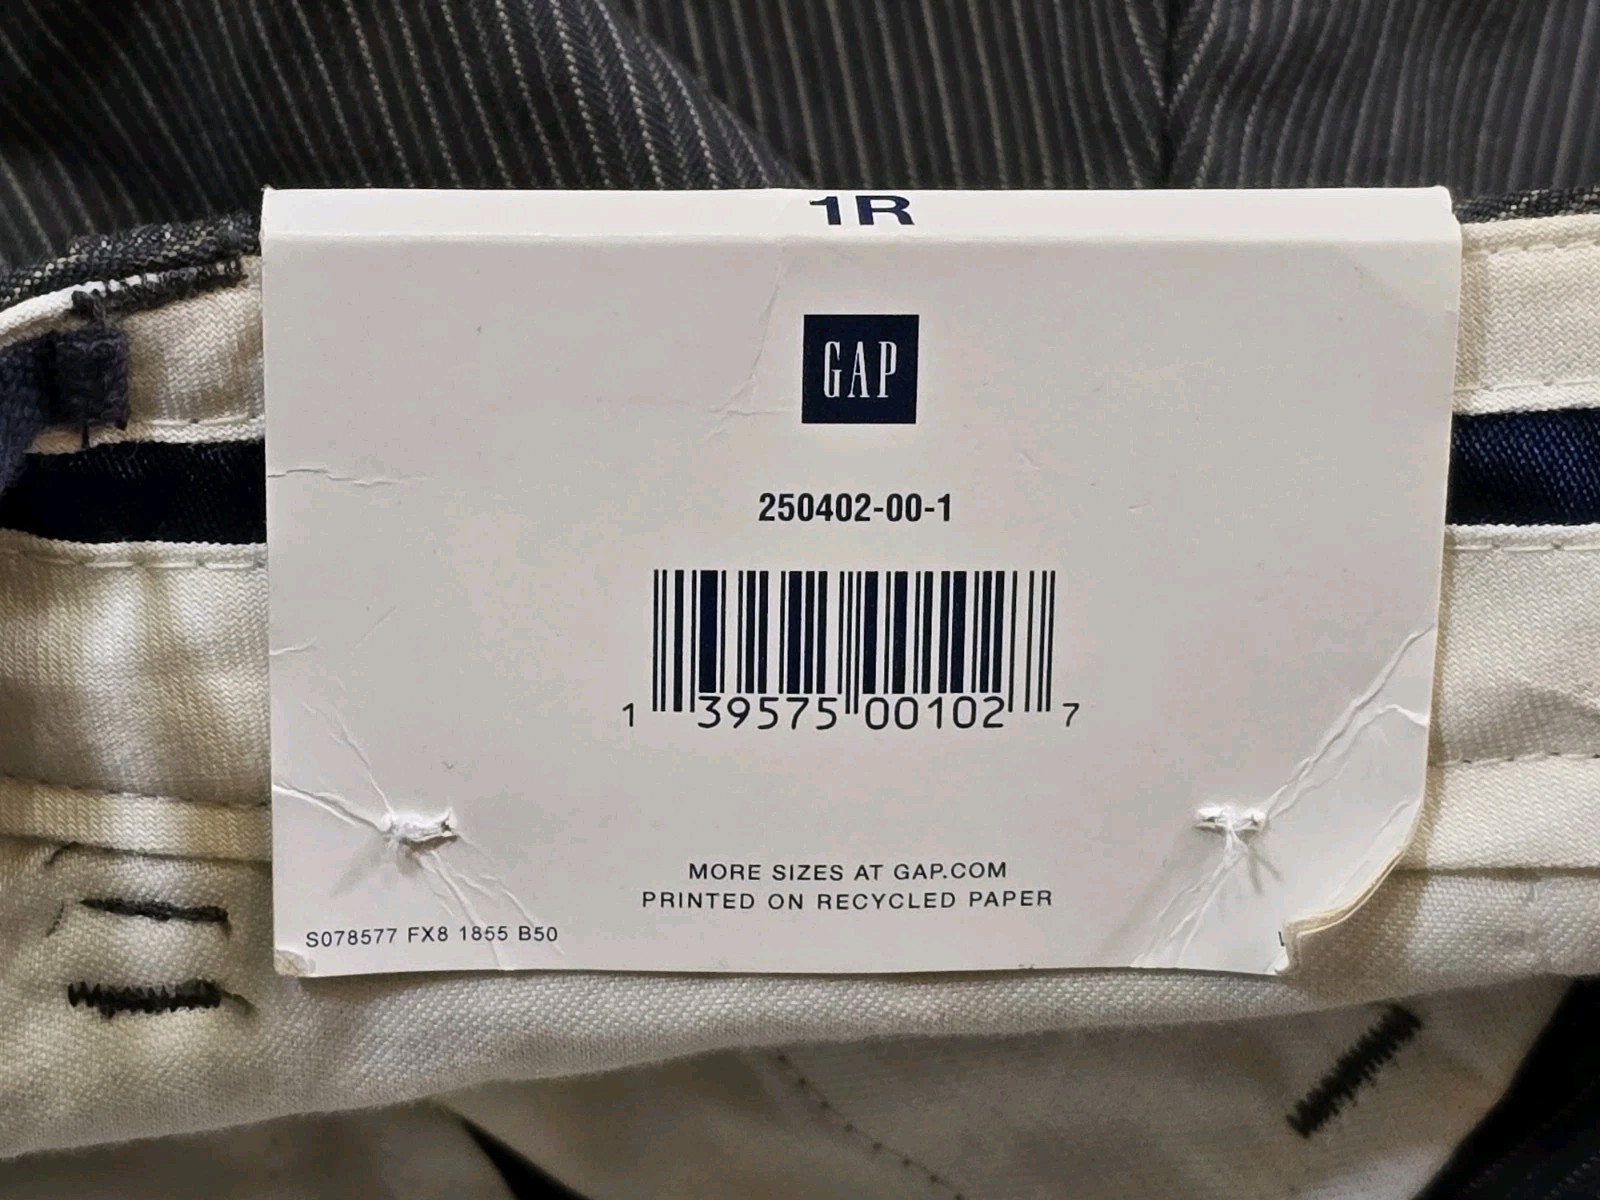 1R
GAP
250402-00-1
1 39575 00102 7
MORE SIZES AT GAP.COM
PRINTED ON RECYCLED PAPER
S078577 FX8 1855 B50